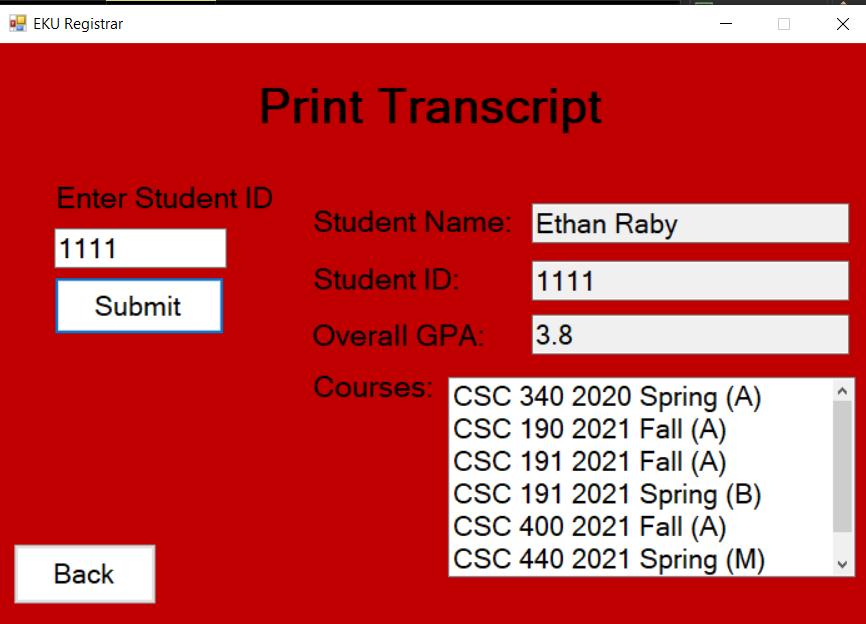 EKU Registrar
Print Transcript
Enter Student ID
1111
Submit
Student Name: Ethan Raby
Student ID: 1111
Overall GPA: 3.8
Courses:
CSC 340 2020 Spring (A)
CSC 190 2021 Fall (A)
CSC 191 2021 Fall (A)
CSC 191 2021 Spring (B)
CSC 400 2021 Fall (A)
CSC 440 2021 Spring (M)
Back